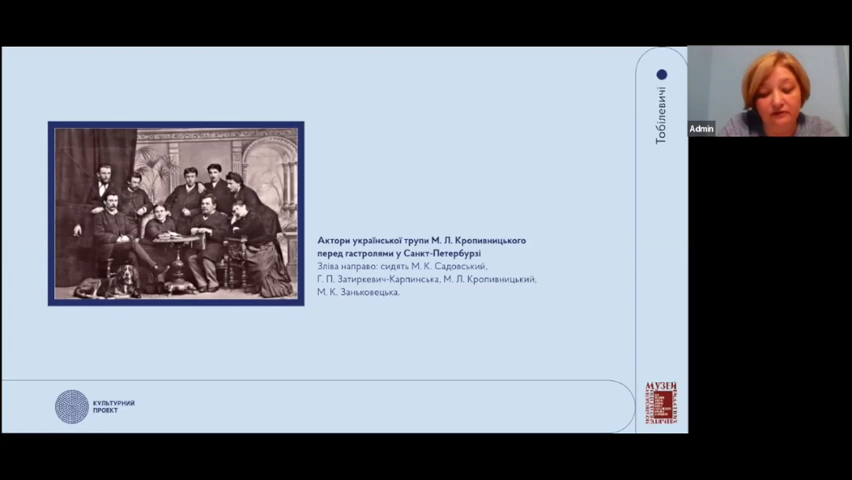 Тобілевичі
Admin
Актори української трупи М. Л. Кропивницького
перед гастролями у Санкт-Петербурзі
Зліва направо: сидять М. К. Садовський,
Г. П. Затиркевич-Карпинська, М. Л. Кропивницький,
М. К. Заньковецька.
КУЛЬТУРНИЙ
ПРОЕКТ
МУЗЕЙ